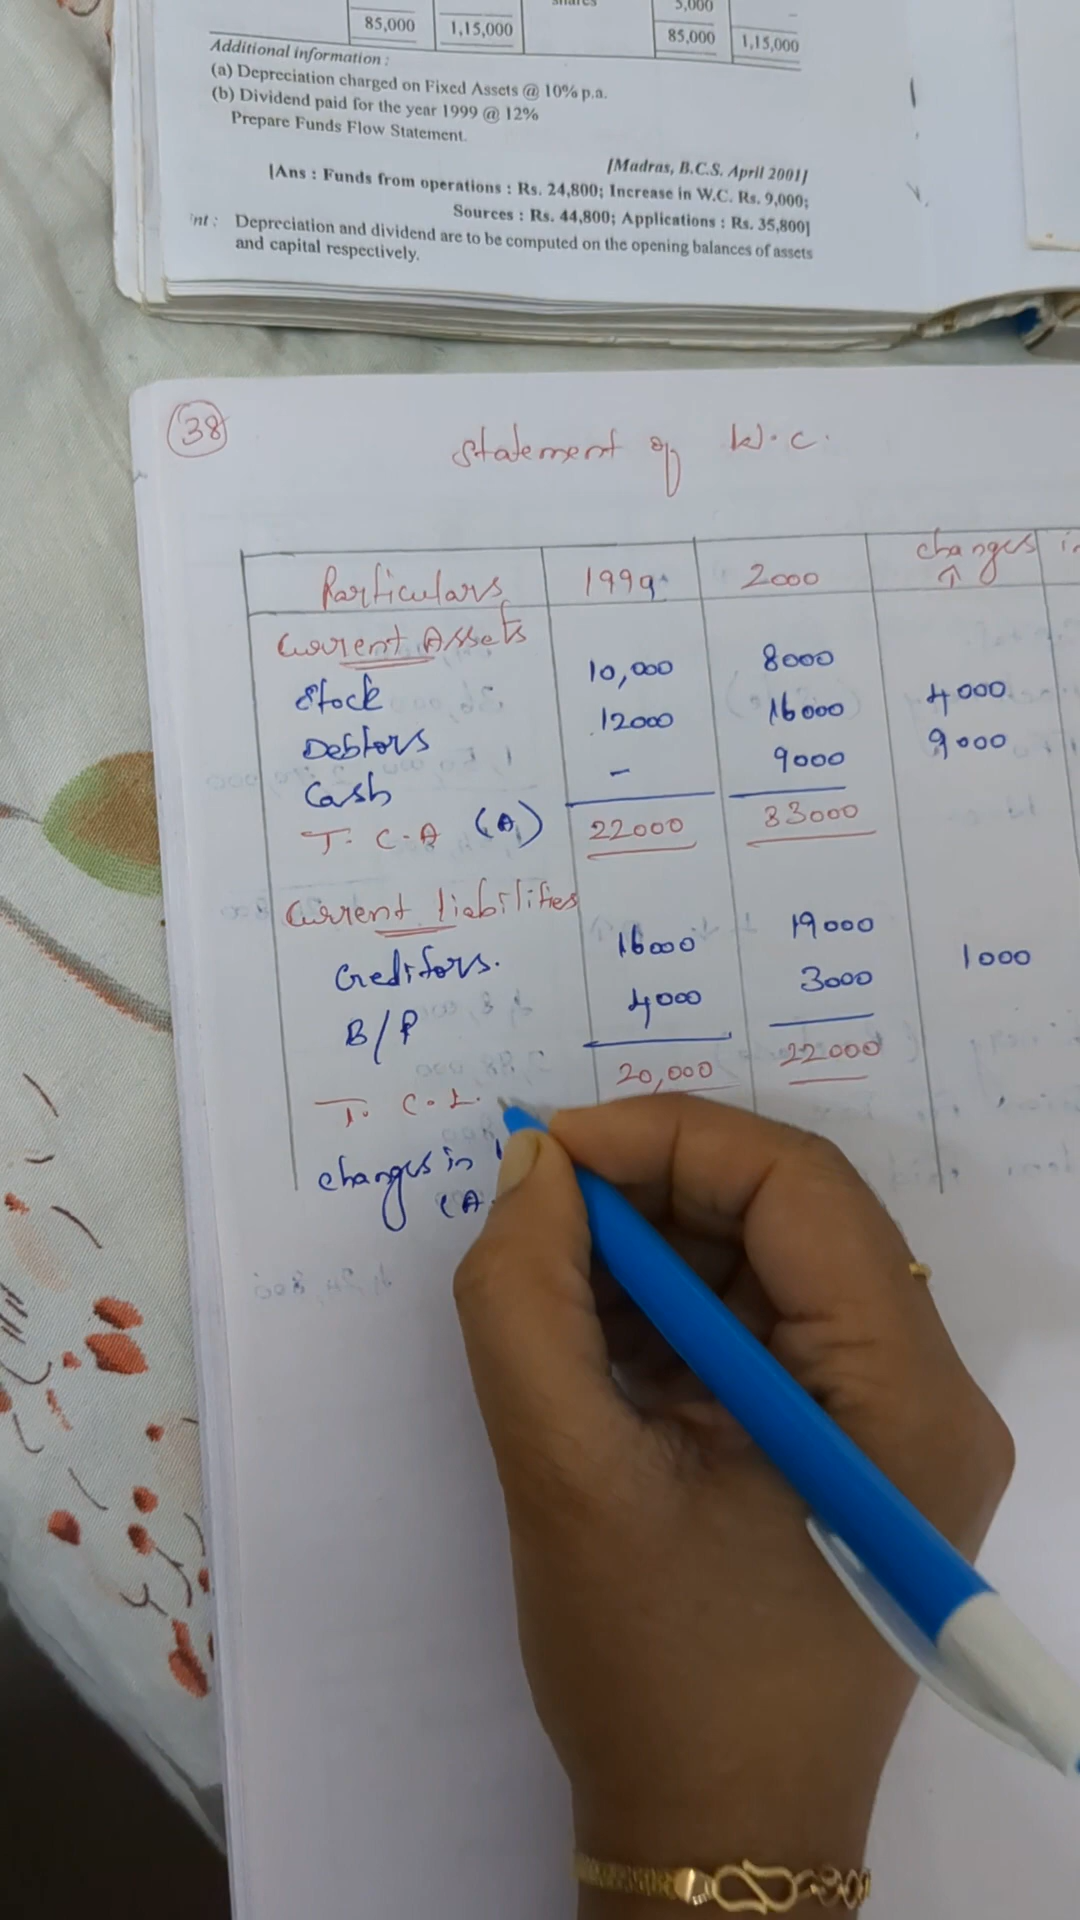 shares 5,000 –
85,000 1,15,000 85,000 1,15,000
Additional information :
(a) Depreciation charged on Fixed Assets @ 10% p.a.
(b) Dividend paid for the year 1999 @ 12%
Prepare Funds Flow Statement.
[Madras, B.C.S. April 2001]
[Ans : Funds from operations : Rs. 24,800; Increase in W.C. Rs. 9,000;
Sources : Rs. 44,800; Applications : Rs. 35,800]
nt : Depreciation and dividend are to be computed on the opening balances of assets
and capital respectively.
38
Statement of W.C.
Particulars 1999 2000 changes in
↑
Current Assets
Stock 10,000 8000
Debtors 12000 16000 4000
Cash – 9000 9000
T. C.A (A) 22000 33000
Current liabilities
Creditors. 16000 19000
B/P 4000 3000 1000
T. C.L. 20,000 22000
changes in
(A